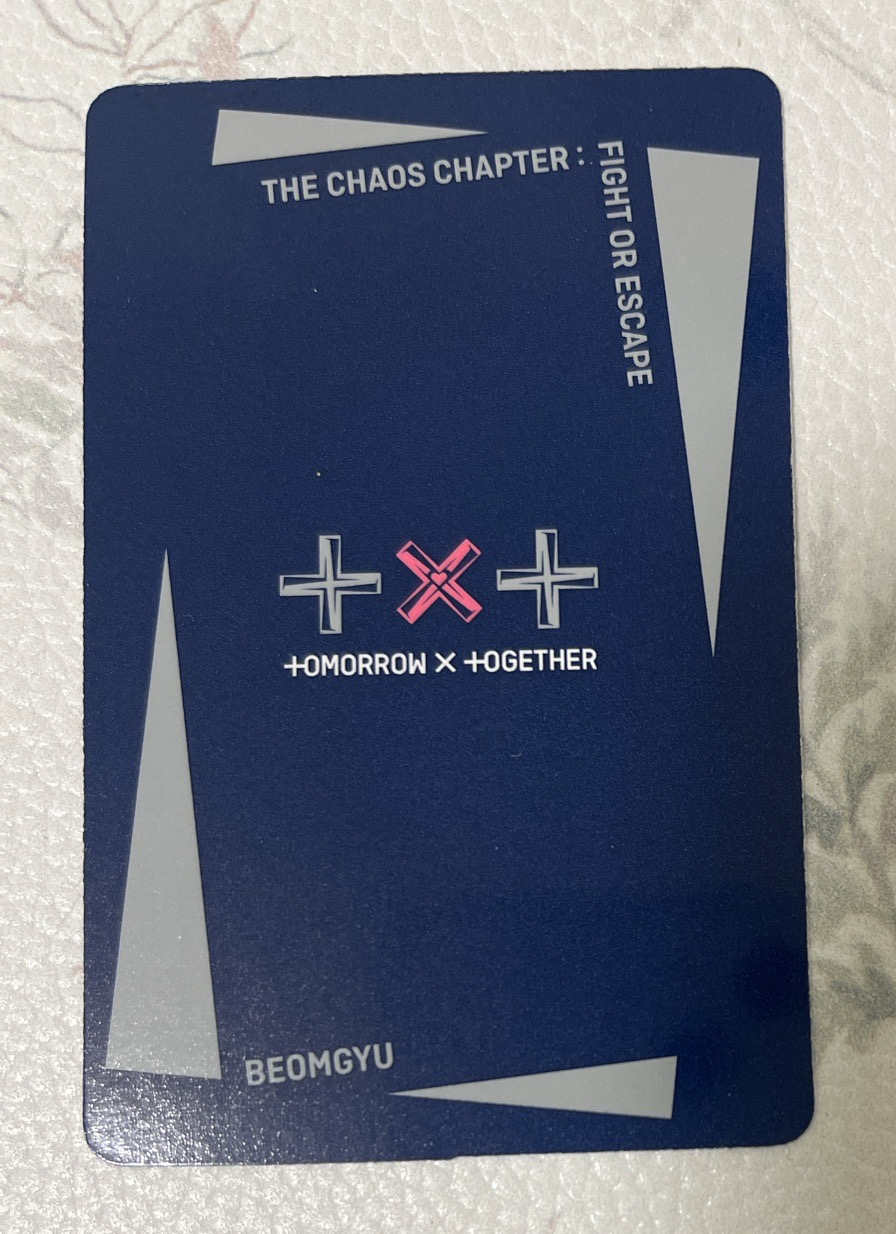 THE CHAOS CHAPTER :
FIGHT OR ESCAPE
+X+
+OMORROW X +OGETHER
BEOMGYU